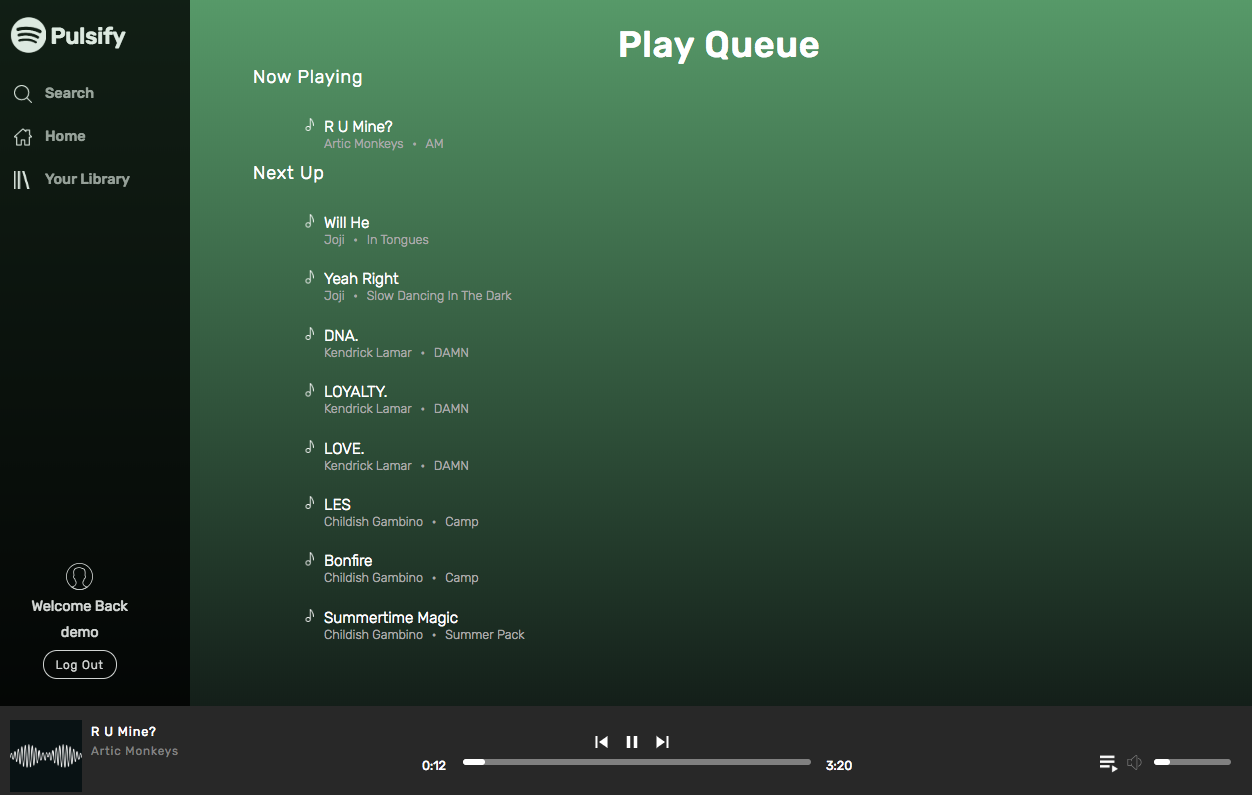 Pulsify
Search
Home
Your Library
Welcome Back
demo
Log Out
Play Queue
Now Playing
R U Mine?
Artic Monkeys • AM
Next Up
Will He
Joji • In Tongues
Yeah Right
Joji • Slow Dancing In The Dark
DNA.
Kendrick Lamar • DAMN
LOYALTY.
Kendrick Lamar • DAMN
LOVE.
Kendrick Lamar • DAMN
LES
Childish Gambino • Camp
Bonfire
Childish Gambino • Camp
Summertime Magic
Childish Gambino • Summer Pack
R U Mine?
Artic Monkeys
0:12
3:20